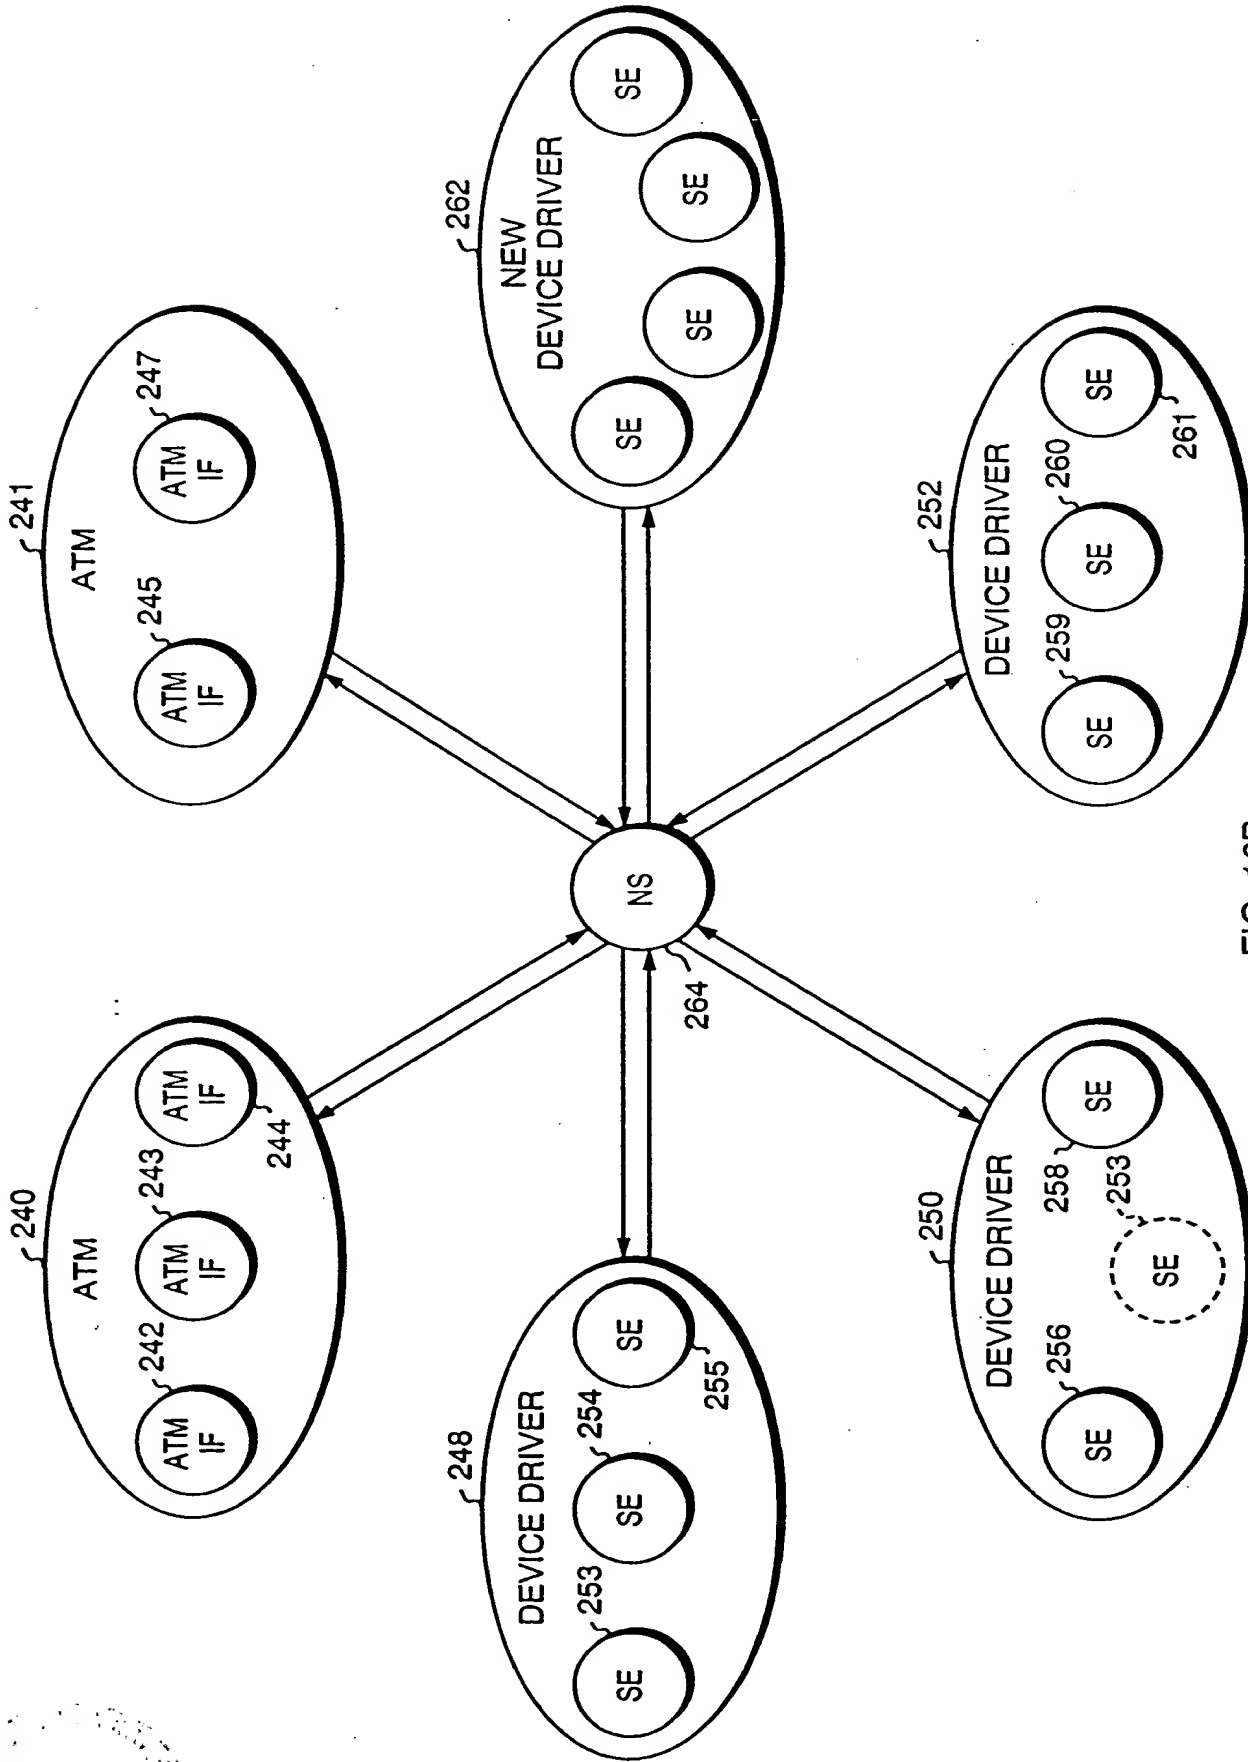 240
ATM
242
243
ATM
IF
ATM
IF
ATM
IF
244
241
ATM
245
247
ATM
IF
ATM
IF
248
DEVICE DRIVER
253
254
SE
SE
SE
255
NS
264
262
NEW
DEVICE DRIVER
SE
SE
SE
SE
250
DEVICE DRIVER
256
258
SE
SE
253
SE
252
DEVICE DRIVER
259
260
SE
SE
SE
261